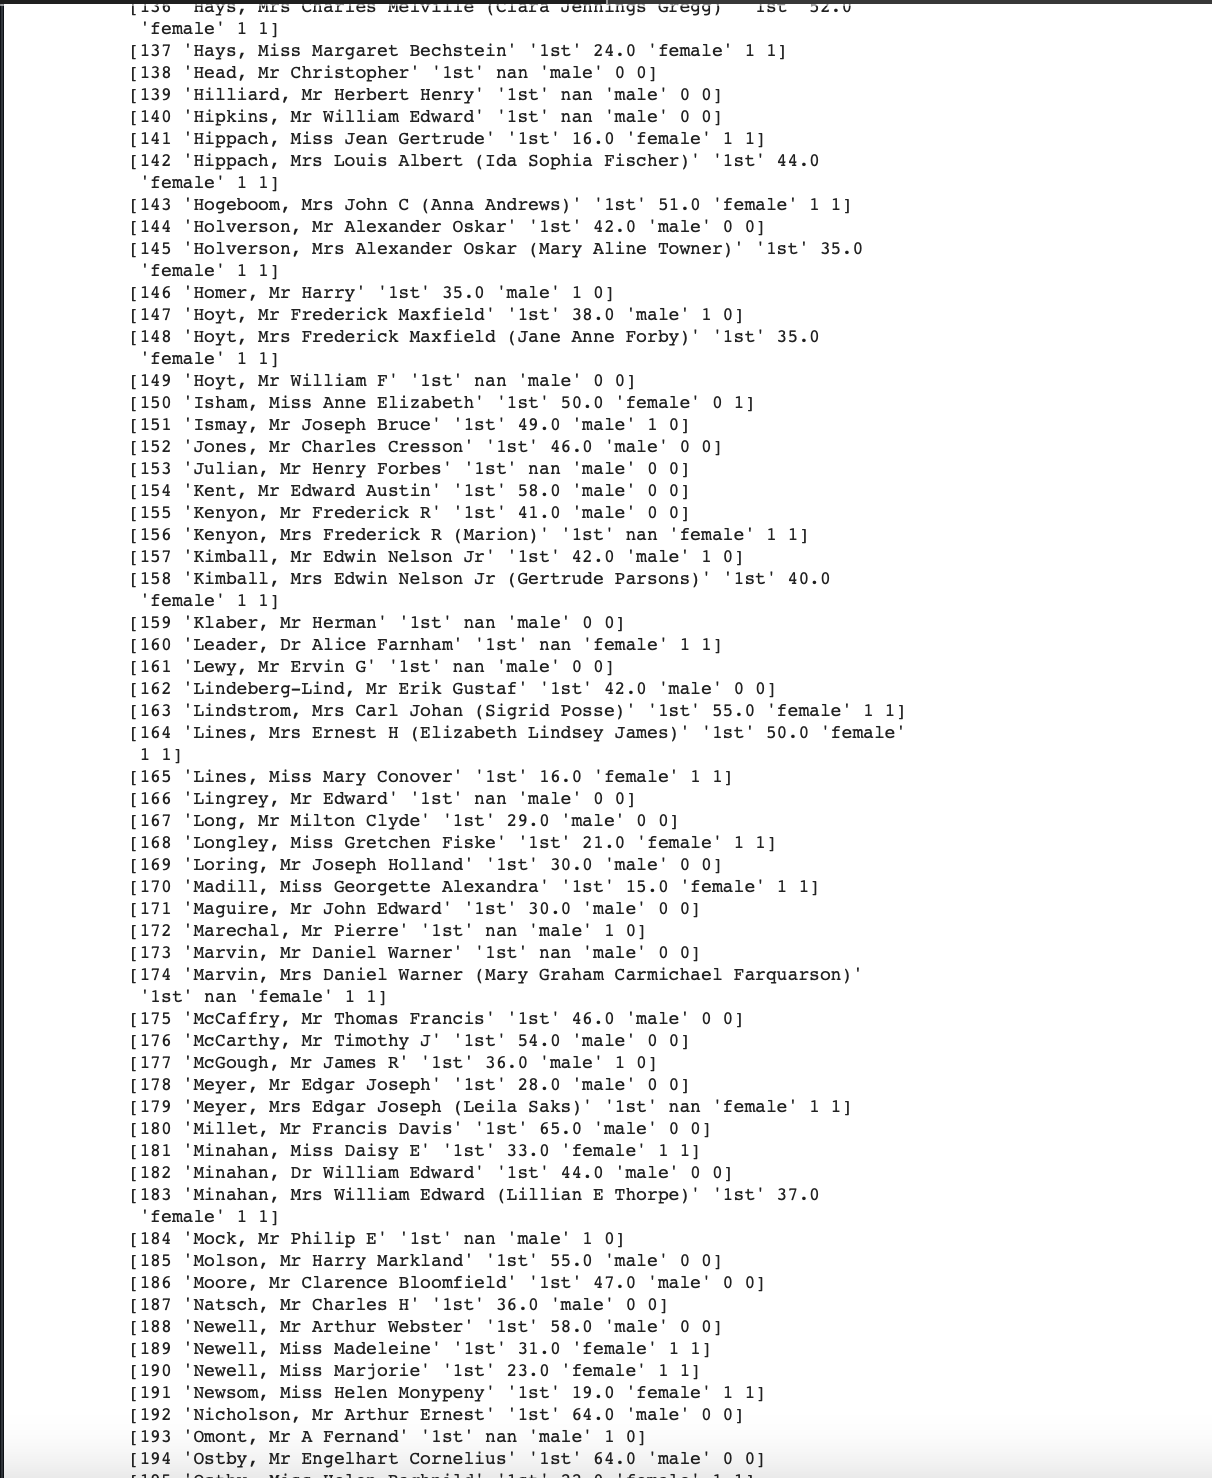 [136 'Hays, Mrs Charles Melville (Clara Jennings Gregg)' '1st' 52.0
'female' 1 1]
[137 'Hays, Miss Margaret Bechstein' '1st' 24.0 'female' 1 1]
[138 'Head, Mr Christopher' '1st' nan 'male' 0 0]
[139 'Hilliard, Mr Herbert Henry' '1st' nan 'male' 0 0]
[140 'Hipkins, Mr William Edward' '1st' nan 'male' 0 0]
[141 'Hippach, Miss Jean Gertrude' '1st' 16.0 'female' 1 1]
[142 'Hippach, Mrs Louis Albert (Ida Sophia Fischer)' '1st' 44.0
'female' 1 1]
[143 'Hogeboom, Mrs John C (Anna Andrews)' '1st' 51.0 'female' 1 1]
[144 'Holverson, Mr Alexander Oskar' '1st' 42.0 'male' 0 0]
[145 'Holverson, Mrs Alexander Oskar (Mary Aline Towner)' '1st' 35.0
'female' 1 1]
[146 'Homer, Mr Harry' '1st' 35.0 'male' 1 0]
[147 'Hoyt, Mr Frederick Maxfield' '1st' 38.0 'male' 1 0]
[148 'Hoyt, Mrs Frederick Maxfield (Jane Anne Forby)' '1st' 35.0
'female' 1 1]
[149 'Hoyt, Mr William F' '1st' nan 'male' 0 0]
[150 'Isham, Miss Anne Elizabeth' '1st' 50.0 'female' 0 1]
[151 'Ismay, Mr Joseph Bruce' '1st' 49.0 'male' 1 0]
[152 'Jones, Mr Charles Cresson' '1st' 46.0 'male' 0 0]
[153 'Julian, Mr Henry Forbes' '1st' nan 'male' 0 0]
[154 'Kent, Mr Edward Austin' '1st' 58.0 'male' 0 0]
[155 'Kenyon, Mr Frederick R' '1st' 41.0 'male' 0 0]
[156 'Kenyon, Mrs Frederick R (Marion)' '1st' nan 'female' 1 1]
[157 'Kimball, Mr Edwin Nelson Jr' '1st' 42.0 'male' 1 0]
[158 'Kimball, Mrs Edwin Nelson Jr (Gertrude Parsons)' '1st' 40.0
'female' 1 1]
[159 'Klaber, Mr Herman' '1st' nan 'male' 0 0]
[160 'Leader, Dr Alice Farnham' '1st' nan 'female' 1 1]
[161 'Lewy, Mr Ervin G' '1st' nan 'male' 0 0]
[162 'Lindeberg-Lind, Mr Erik Gustaf' '1st' 42.0 'male' 0 0]
[163 'Lindstrom, Mrs Carl Johan (Sigrid Posse)' '1st' 55.0 'female' 1 1]
[164 'Lines, Mrs Ernest H (Elizabeth Lindsey James)' '1st' 50.0 'female'
1 1]
[165 'Lines, Miss Mary Conover' '1st' 16.0 'female' 1 1]
[166 'Lingrey, Mr Edward' '1st' nan 'male' 0 0]
[167 'Long, Mr Milton Clyde' '1st' 29.0 'male' 0 0]
[168 'Longley, Miss Gretchen Fiske' '1st' 21.0 'female' 1 1]
[169 'Loring, Mr Joseph Holland' '1st' 30.0 'male' 0 0]
[170 'Madill, Miss Georgette Alexandra' '1st' 15.0 'female' 1 1]
[171 'Maguire, Mr John Edward' '1st' 30.0 'male' 0 0]
[172 'Marechal, Mr Pierre' '1st' nan 'male' 1 0]
[173 'Marvin, Mr Daniel Warner' '1st' nan 'male' 0 0]
[174 'Marvin, Mrs Daniel Warner (Mary Graham Carmichael Farquarson)'
'1st' nan 'female' 1 1]
[175 'McCaffry, Mr Thomas Francis' '1st' 46.0 'male' 0 0]
[176 'McCarthy, Mr Timothy J' '1st' 54.0 'male' 0 0]
[177 'McGough, Mr James R' '1st' 36.0 'male' 1 0]
[178 'Meyer, Mr Edgar Joseph' '1st' 28.0 'male' 0 0]
[179 'Meyer, Mrs Edgar Joseph (Leila Saks)' '1st' nan 'female' 1 1]
[180 'Millet, Mr Francis Davis' '1st' 65.0 'male' 0 0]
[181 'Minahan, Miss Daisy E' '1st' 33.0 'female' 1 1]
[182 'Minahan, Dr William Edward' '1st' 44.0 'male' 0 0]
[183 'Minahan, Mrs William Edward (Lillian E Thorpe)' '1st' 37.0
'female' 1 1]
[184 'Mock, Mr Philip E' '1st' nan 'male' 1 0]
[185 'Molson, Mr Harry Markland' '1st' 55.0 'male' 0 0]
[186 'Moore, Mr Clarence Bloomfield' '1st' 47.0 'male' 0 0]
[187 'Natsch, Mr Charles H' '1st' 36.0 'male' 0 0]
[188 'Newell, Mr Arthur Webster' '1st' 58.0 'male' 0 0]
[189 'Newell, Miss Madeleine' '1st' 31.0 'female' 1 1]
[190 'Newell, Miss Marjorie' '1st' 23.0 'female' 1 1]
[191 'Newsom, Miss Helen Monypeny' '1st' 19.0 'female' 1 1]
[192 'Nicholson, Mr Arthur Ernest' '1st' 64.0 'male' 0 0]
[193 'Omont, Mr A Fernand' '1st' nan 'male' 1 0]
[194 'Ostby, Mr Engelhart Cornelius' '1st' 64.0 'male' 0 0]